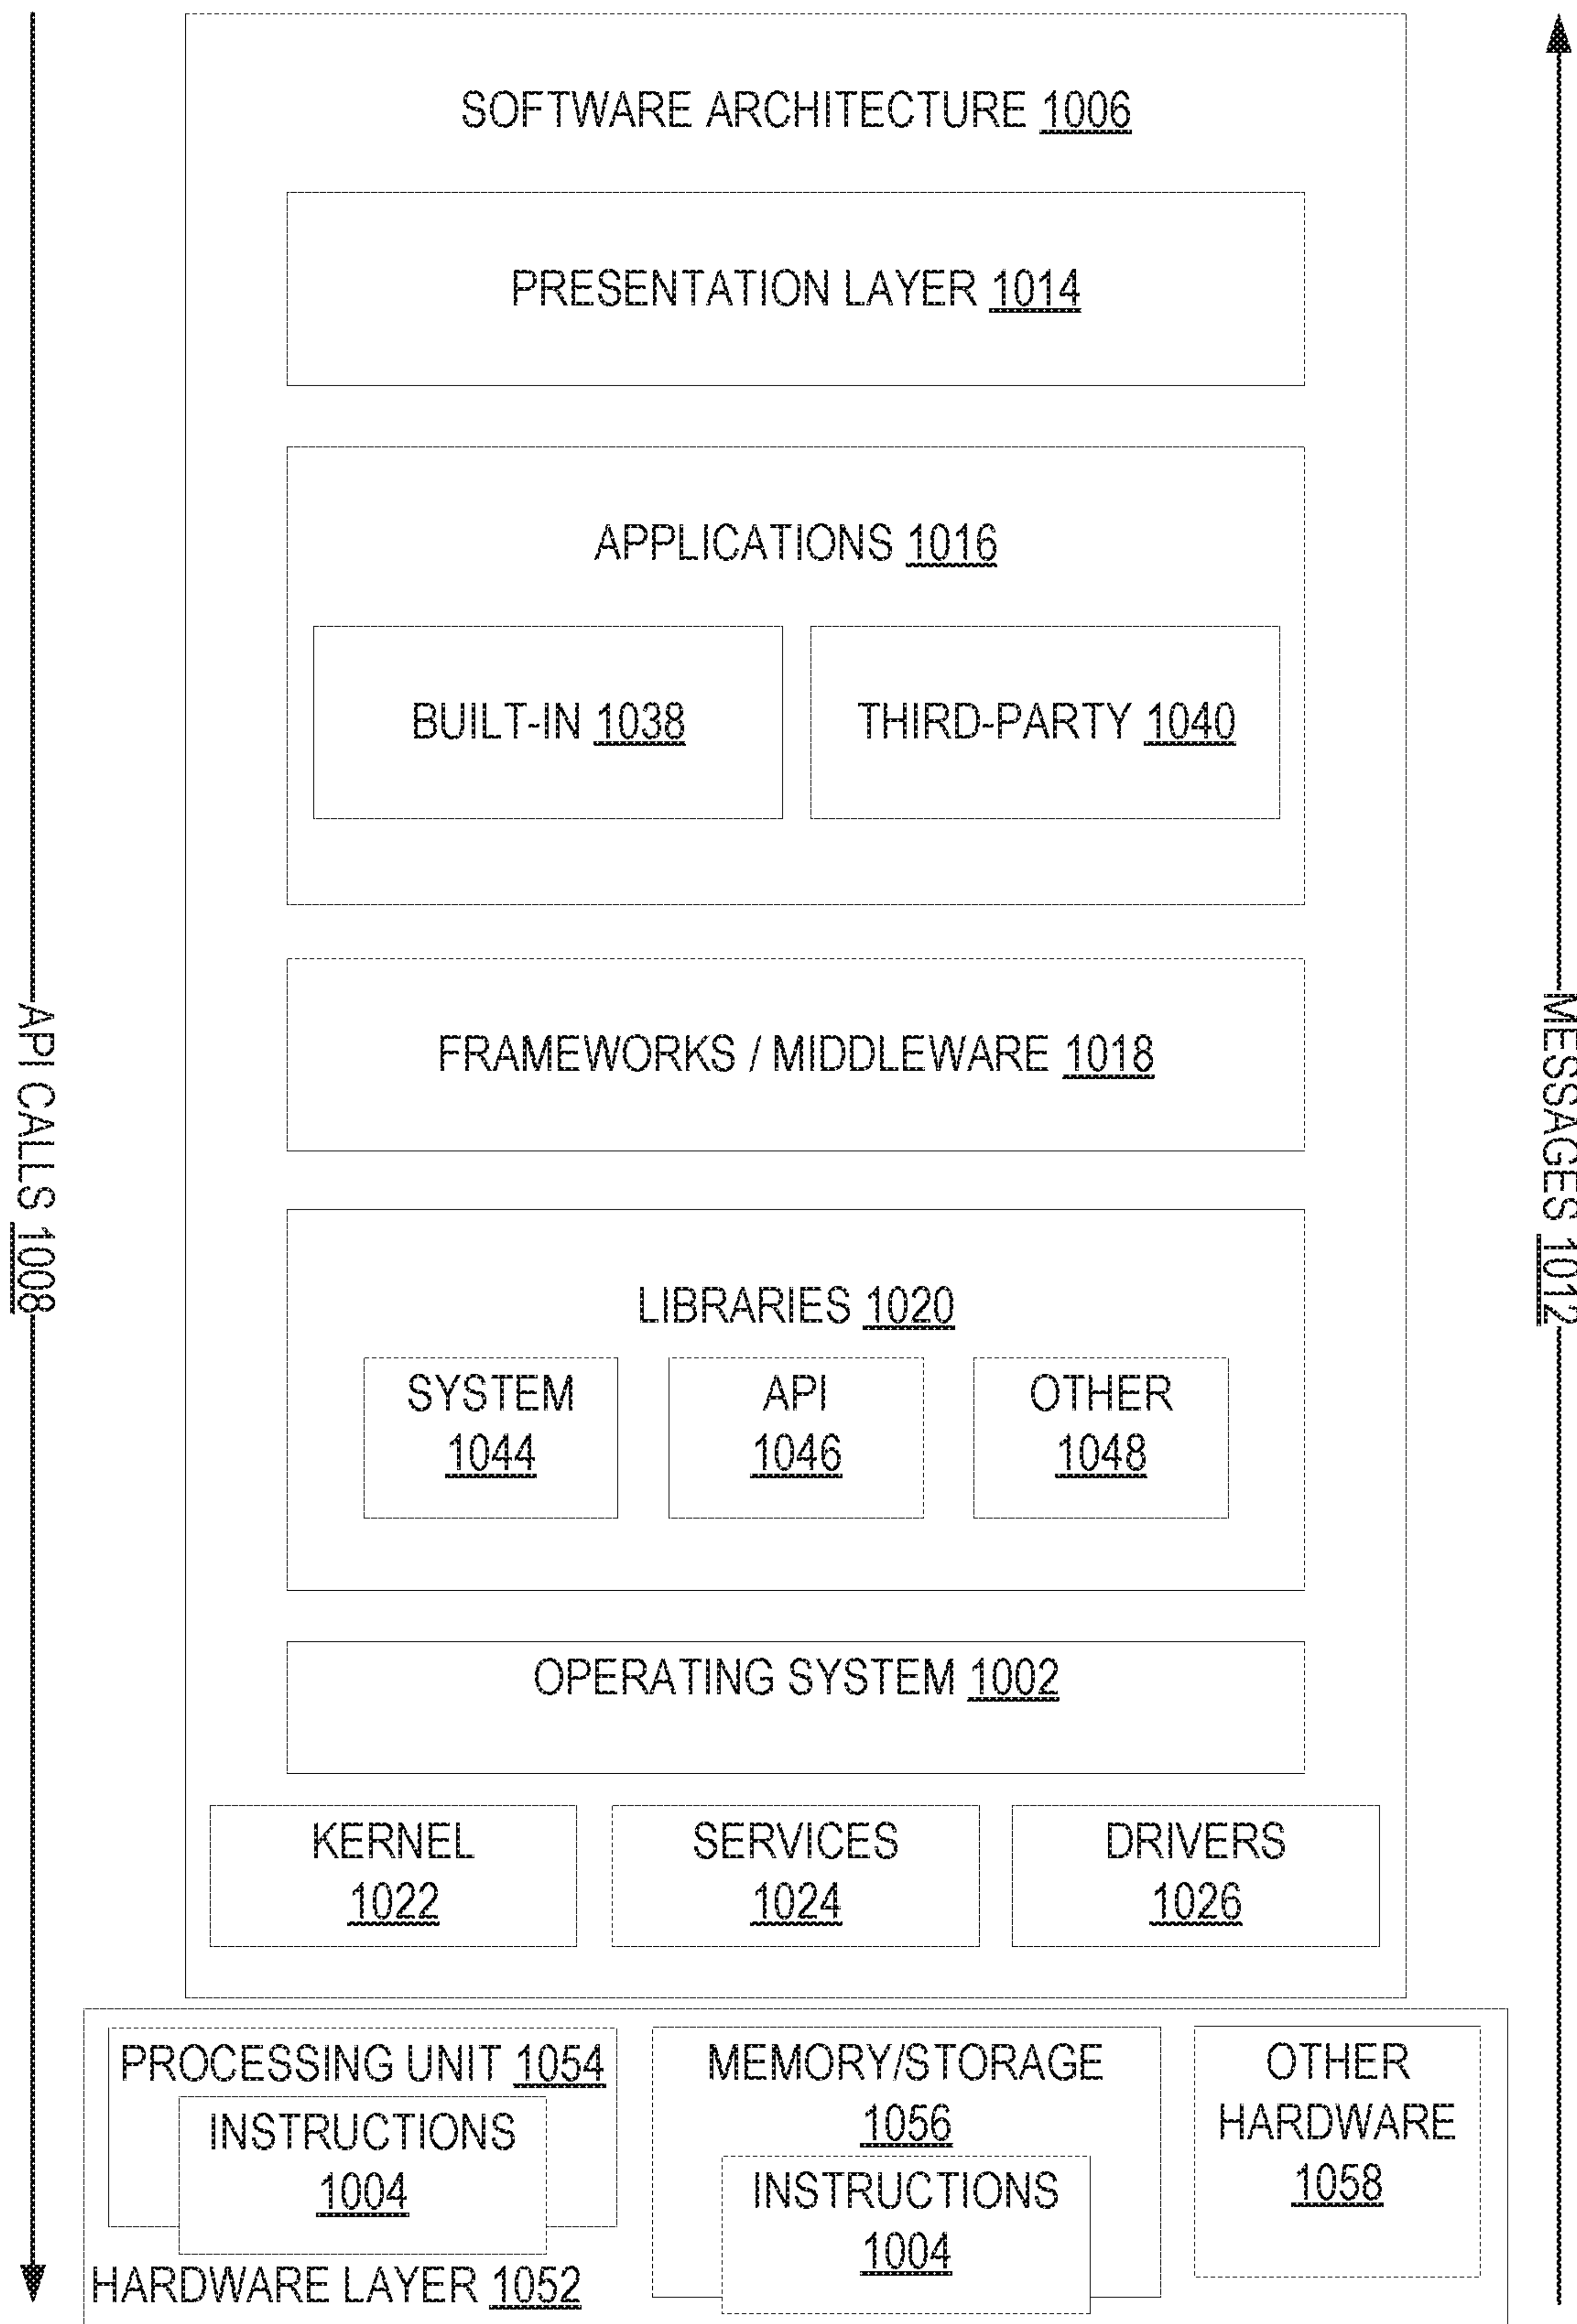 SOFTWARE ARCHITECTURE 1006
PRESENTATION LAYER 1014
APPLICATIONS 1016
BUILT-IN 1038
THIRD-PARTY 1040
FRAMEWORKS / MIDDLEWARE 1018
API CALLS 1008
MESSAGES 1012
LIBRARIES 1020
SYSTEM
1044
API
1046
OTHER
1048
OPERATING SYSTEM 1002
KERNEL
1022
SERVICES
1024
DRIVERS
1026
PROCESSING UNIT 1054
INSTRUCTIONS
1004
MEMORY/STORAGE
1056
INSTRUCTIONS
1004
OTHER
HARDWARE
1058
HARDWARE LAYER 1052